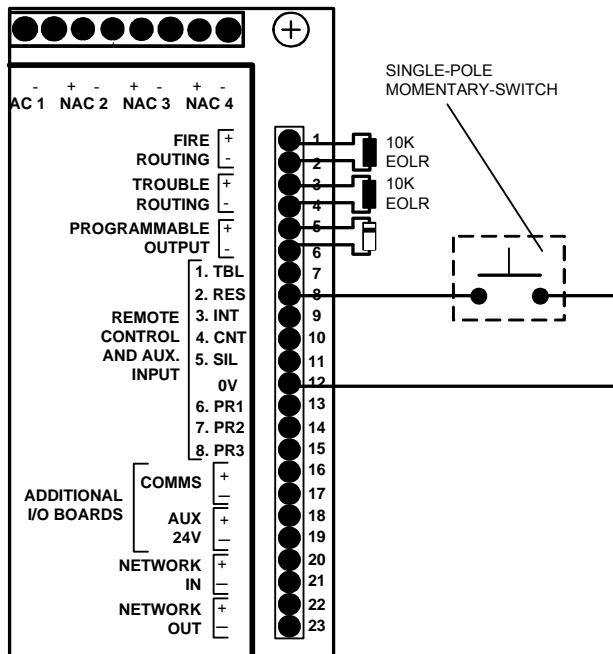 - + - + - + -
AC 1 NAC 2 NAC 3 NAC 4
SINGLE-POLE
MOMENTARY-SWITCH
FIRE
ROUTING
+
-
TROUBLE
ROUTING
+
-
PROGRAMMABLE
OUTPUT
+
-
REMOTE
CONTROL
AND AUX.
INPUT
1. TBL
2. RES
3. INT
4. CNT
5. SIL
0V
6. PR1
7. PR2
8. PR3
ADDITIONAL
I/O BOARDS
COMMS
+
–
AUX
24V
+
–
NETWORK
IN
+
–
NETWORK
OUT
+
–
1
2
3
4
5
6
7
8
9
10
11
12
13
14
15
16
17
18
19
20
21
22
23
10K
EOLR
10K
EOLR